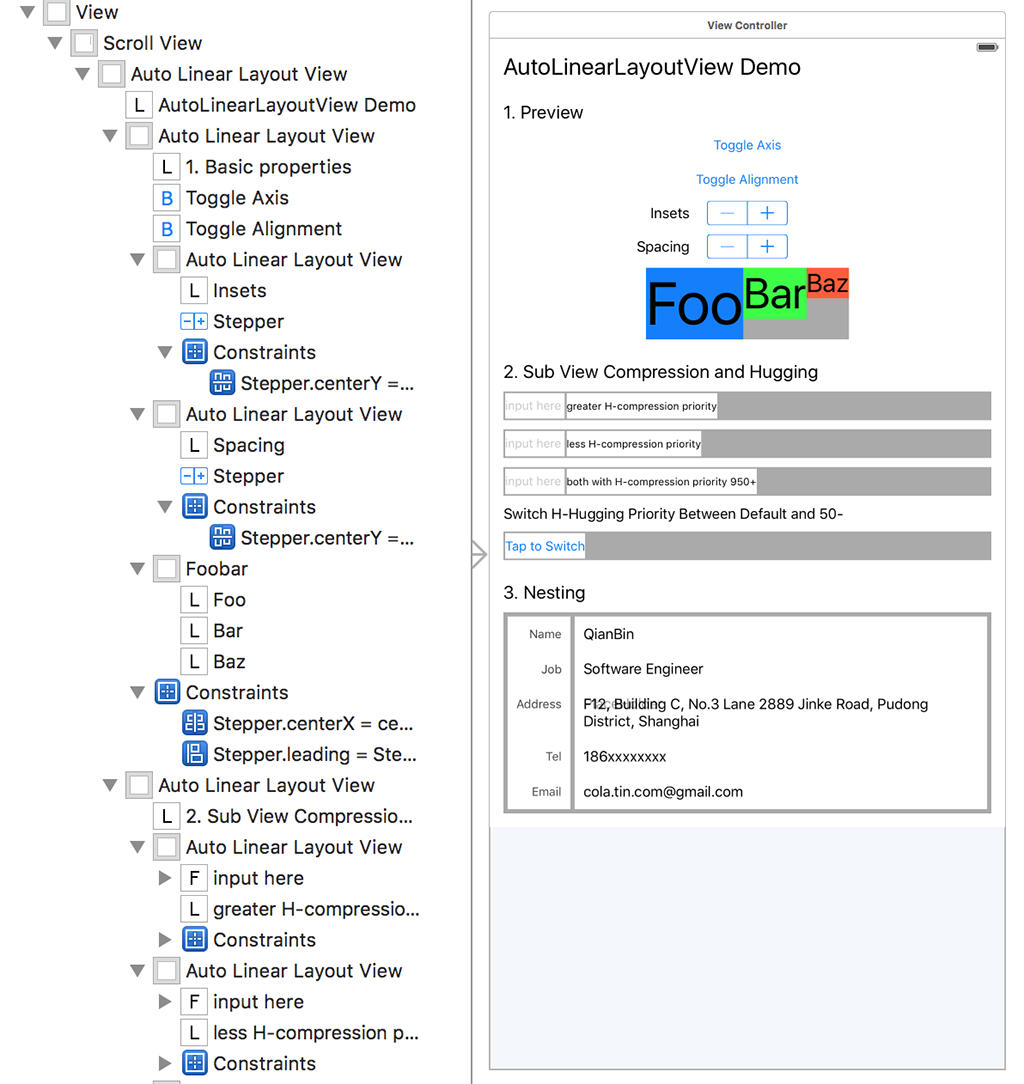 View
Scroll View
Auto Linear Layout View
L AutoLinearLayoutView Demo
Auto Linear Layout View
L 1. Basic properties
B Toggle Axis
B Toggle Alignment
Auto Linear Layout View
L Insets
Stepper
Constraints
Stepper.centerY =...
Auto Linear Layout View
L Spacing
Stepper
Constraints
Stepper.centerY =...
Foobar
L Foo
L Bar
L Baz
Constraints
Stepper.centerX = ce...
Stepper.leading = Ste...
Auto Linear Layout View
L 2. Sub View Compressio...
Auto Linear Layout View
F input here
L greater H-compressio...
Constraints
Auto Linear Layout View
F input here
L less H-compression p...
Constraints
View Controller
AutoLinearLayoutView Demo
1. Preview
Toggle Axis
Toggle Alignment
Insets
Spacing
Foo Bar Baz
2. Sub View Compression and Hugging
input here greater H-compression priority
input here less H-compression priority
input here both with H-compression priority 950+
Switch H-Hugging Priority Between Default and 50-
Tap to Switch
3. Nesting
Name QianBin
Job Software Engineer
Address F12, Building C, No.3 Lane 2889 Jinke Road, Pudong
District, Shanghai
Tel 186xxxxxxxx
Email cola.tin.com@gmail.com